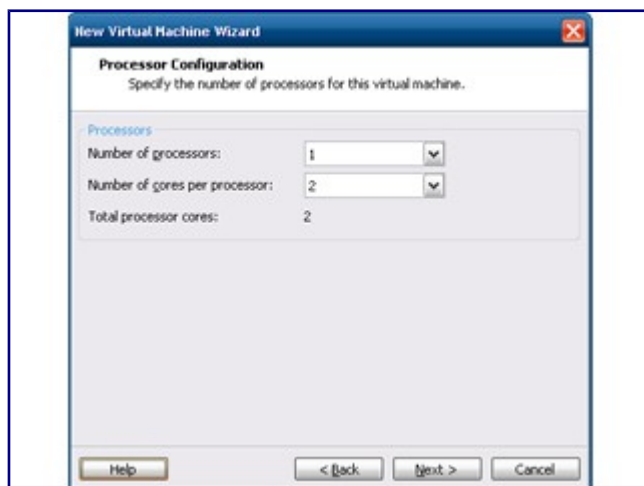 New Virtual Machine Wizard
Processor Configuration
Specify the number of processors for this virtual machine.
Processors
Number of processors: 1
Number of cores per processor: 2
Total processor cores: 2
Help < Back Next > Cancel